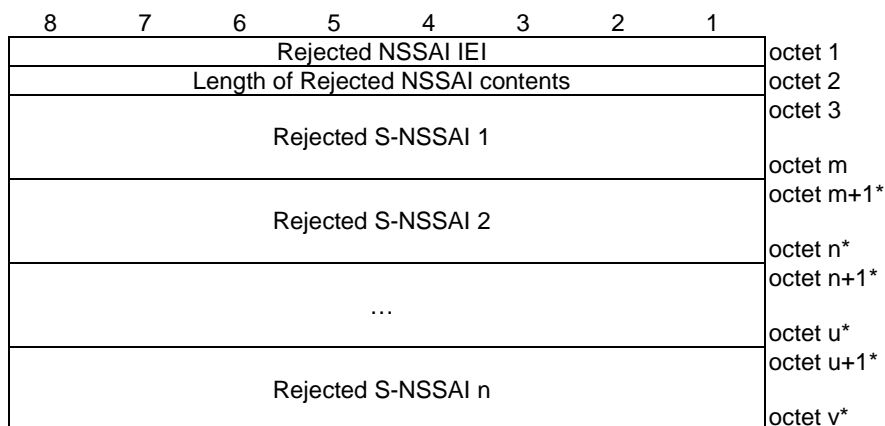 8 7 6 5 4 3 2 1
Rejected NSSAI IEI octet 1
Length of Rejected NSSAI contents octet 2
octet 3
Rejected S-NSSAI 1
octet m
octet m+1*
Rejected S-NSSAI 2
octet n*
octet n+1*
…
octet u*
octet u+1*
Rejected S-NSSAI n
octet v*